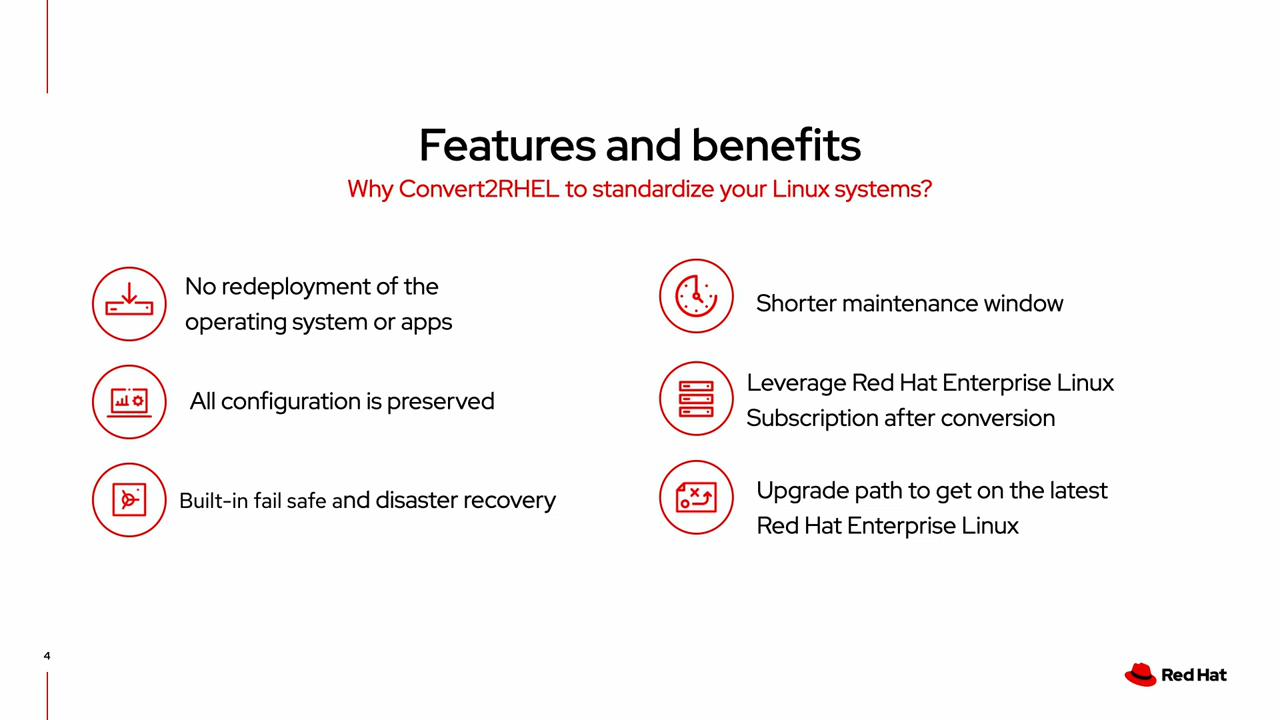 Features and benefits
Why Convert2RHEL to standardize your Linux systems?
No redeployment of the
operating system or apps
All configuration is preserved
Built-in fail safe and disaster recovery
Shorter maintenance window
Leverage Red Hat Enterprise Linux
Subscription after conversion
Upgrade path to get on the latest
Red Hat Enterprise Linux
4
Red Hat